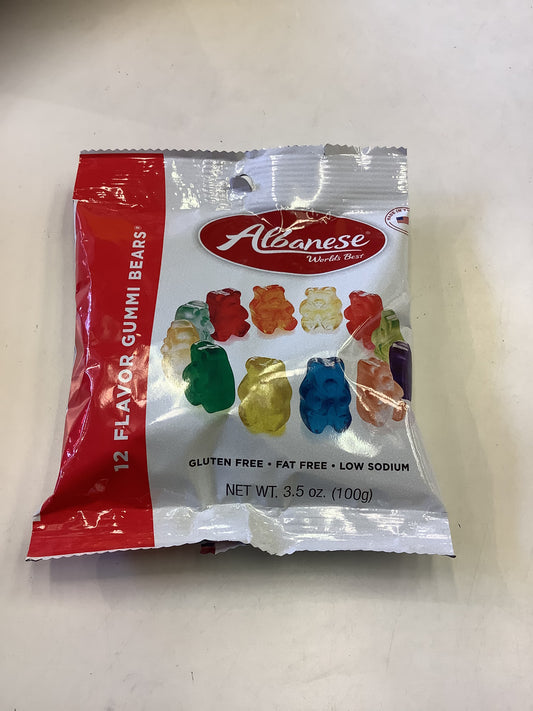 Albanese®
World's Best
12 FLAVOR GUMMI BEARS®
GLUTEN FREE • FAT FREE • LOW SODIUM
NET WT. 3.5 oz. (100g)